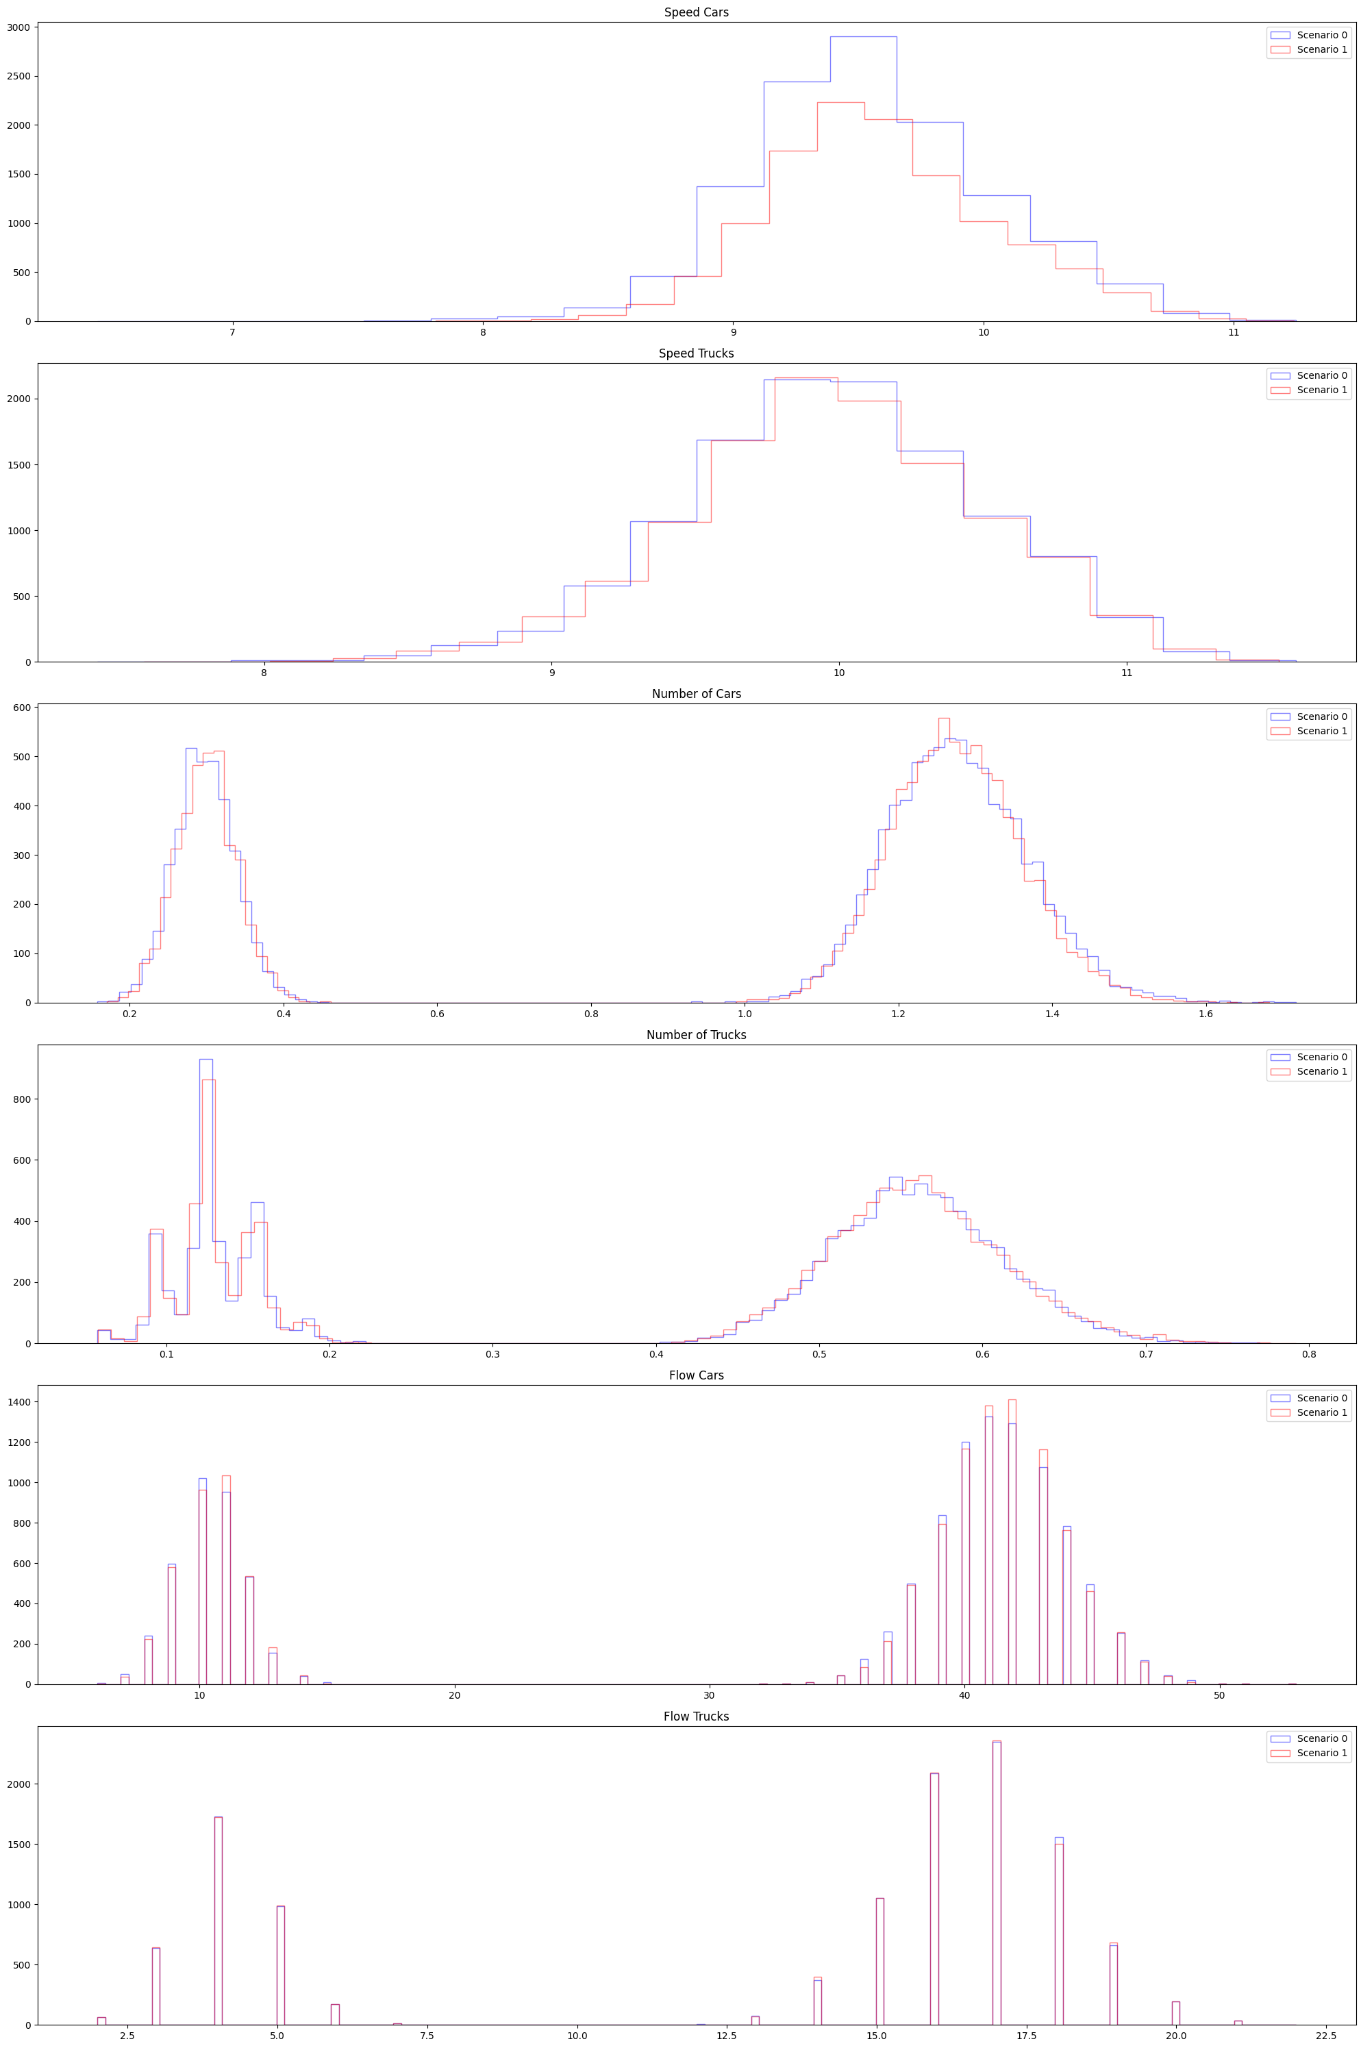 Speed Cars
3000
2500
2000
1500
1000
500
0
Scenario 0
Scenario 1
7 8 9 10 11
Speed Trucks
2000
1500
1000
500
0
Scenario 0
Scenario 1
8 9 10 11
Number of Cars
600
500
400
300
200
100
0
Scenario 0
Scenario 1
0.2 0.4 0.6 0.8 1.0 1.2 1.4 1.6
Number of Trucks
800
600
400
200
0
Scenario 0
Scenario 1
0.1 0.2 0.3 0.4 0.5 0.6 0.7 0.8
Flow Cars
1400
1200
1000
800
600
400
200
0
Scenario 0
Scenario 1
10 20 30 40 50
Flow Trucks
2000
1500
1000
500
0
Scenario 0
Scenario 1
2.5 5.0 7.5 10.0 12.5 15.0 17.5 20.0 22.5